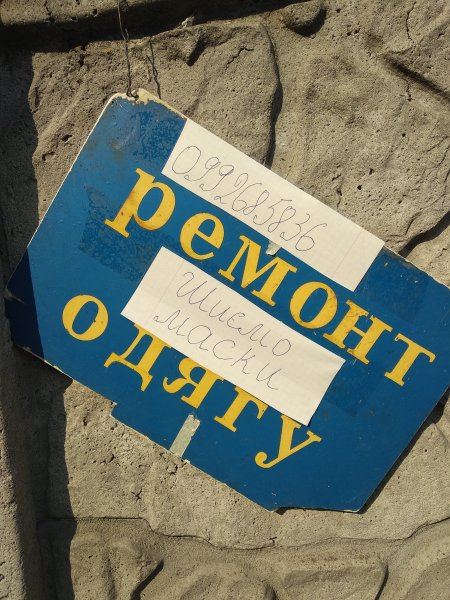 0992685836
ремонт
Шиємо
маски
одягу